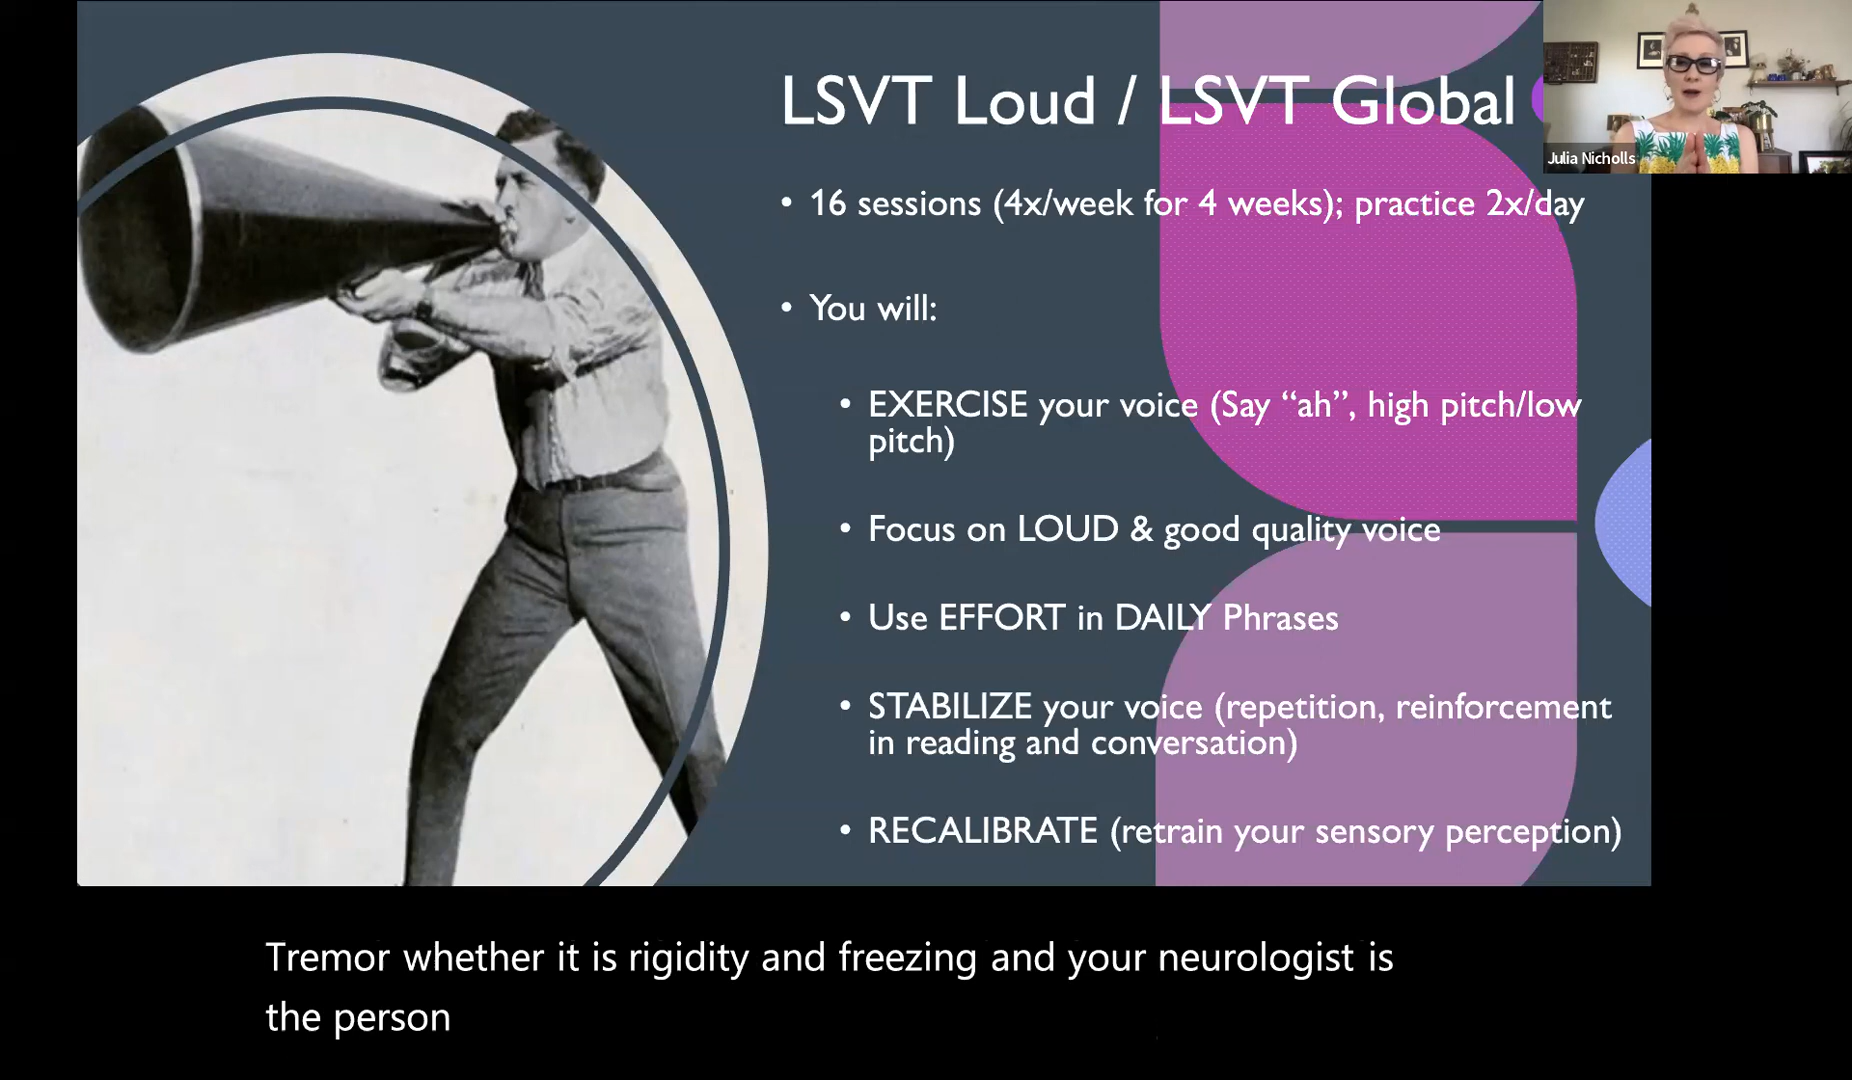 LSVT Loud / LSVT Global
Julia Nicholls
• 16 sessions (4x/week for 4 weeks); practice 2x/day
• You will:
• EXERCISE your voice (Say “ah”, high pitch/low
pitch)
• Focus on LOUD & good quality voice
• Use EFFORT in DAILY Phrases
• STABILIZE your voice (repetition, reinforcement
in reading and conversation)
• RECALIBRATE (retrain your sensory perception)
Tremor whether it is rigidity and freezing and your neurologist is
the person